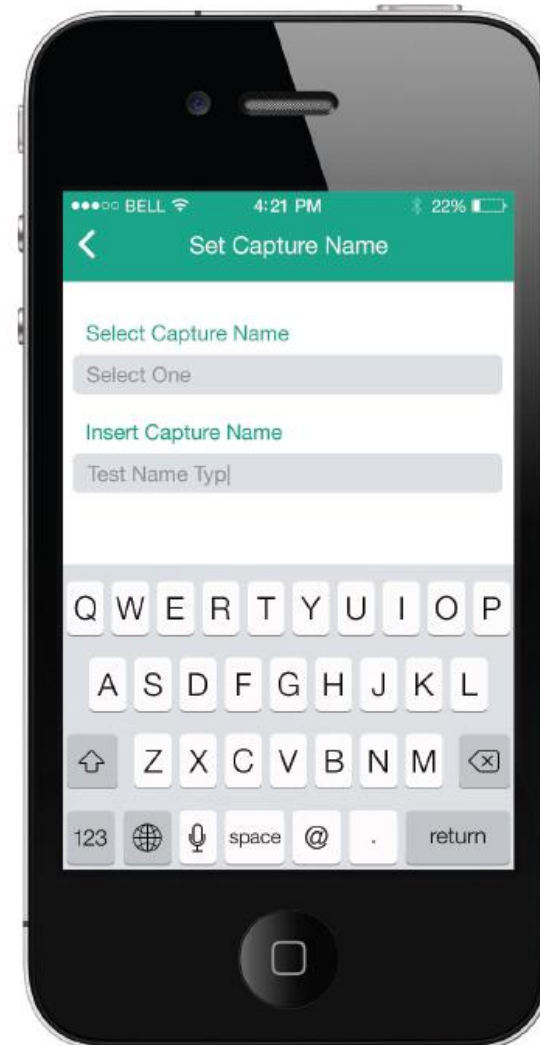 BELL 4:21 PM 22%
Set Capture Name
Select Capture Name
Select One
Insert Capture Name
Test Name Typ
Q W E R T Y U I O P
A S D F G H J K L
Z X C V B N M
123 space @ . return